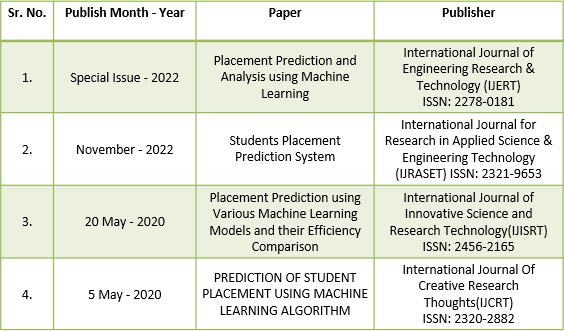 Sr. No. Publish Month - Year Paper Publisher
1. Special Issue - 2022
Placement Prediction and
Analysis using Machine
Learning
International Journal of
Engineering Research &
Technology (IJERT)
ISSN: 2278-0181
2. November - 2022
Students Placement
Prediction System
International Journal for
Research in Applied Science &
Engineering Technology
(IJRASET) ISSN: 2321-9653
3. 20 May - 2020
Placement Prediction using
Various Machine Learning
Models and their Efficiency
Comparison
International Journal of
Innovative Science and
Research Technology(IJISRT)
ISSN: 2456-2165
4. 5 May - 2020
PREDICTION OF STUDENT
PLACEMENT USING MACHINE
LEARNING ALGORITHM
International Journal Of
Creative Research
Thoughts(IJCRT)
ISSN: 2320-2882